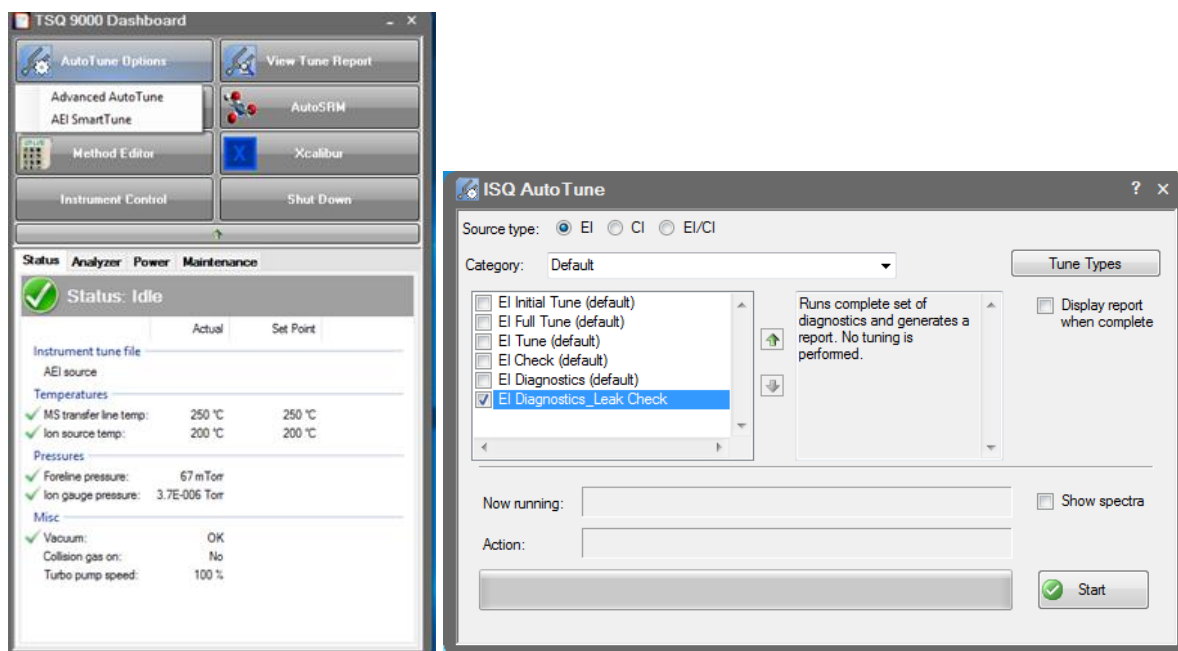 TSQ 9000 Dashboard
AutoTune Options
View Tune Report
Advanced AutoTune
AEI SmartTune
AutoSRM
Method Editor
X
Xcalibur
Instrument Control
Shut Down
Status Analyzer Power Maintenance
Status: Idle
Actual Set Point
Instrument tune file
AEI source
Temperatures
MS transfer line temp: 250 °C 250 °C
Ion source temp: 200 °C 200 °C
Pressures
Foreline pressure: 67 mTorr
Ion gauge pressure: 3.7E-006 Torr
Misc
Vacuum: OK
Collision gas on: No
Turbo pump speed: 100 %
ISQ AutoTune
Source type: EI CI EI/CI
Category: Default
Tune Types
EI Initial Tune (default)
EI Full Tune (default)
EI Tune (default)
EI Check (default)
EI Diagnostics (default)
EI Diagnostics_Leak Check
Runs complete set of
diagnostics and generates a
report. No tuning is
performed.
Display report
when complete
Now running:
Show spectra
Action:
Start